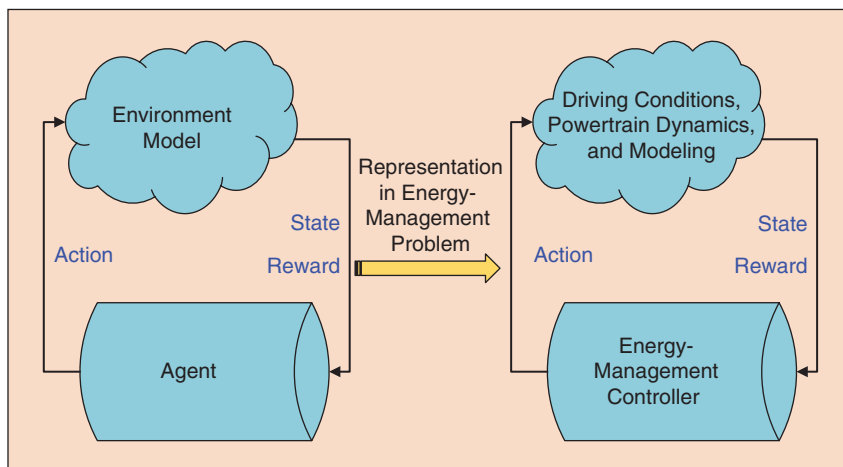 Environment
Model
Action
State
Reward
Agent
Representation
in Energy-
Management
Problem
Driving Conditions,
Powertrain Dynamics,
and Modeling
Action
State
Reward
Energy-
Management
Controller